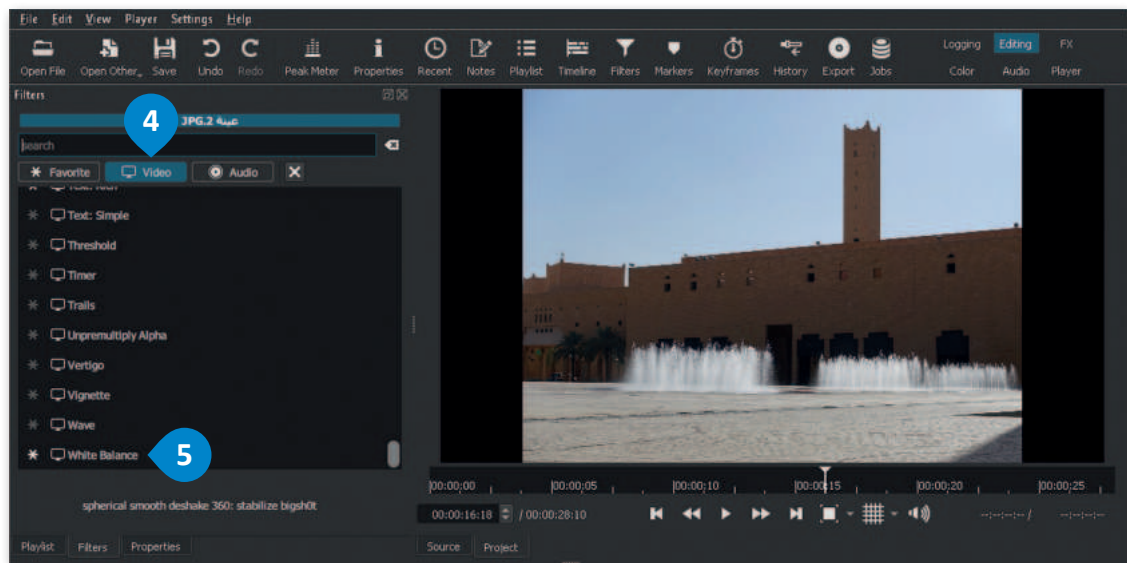 File Edit View Player Settings Help
Open File Open Other... Save Undo Redo Peak Meter Properties Recent Notes Playlist Timeline Filters Markers Keyframes History Export Jobs
Logging Editing FX
Color Audio Player
Filters
4
عينة 2.JPG
search
Favorite Video Audio
Text: Rich
Text: Simple
Threshold
Timer
Trails
Unpremultiply Alpha
Vertigo
Vignette
Wave
White Balance 5
spherical smooth deshake 360: stabilize bigsh0t
00:00;00 00:00;05 00:00;10 00:00;15 00:00;20 00:00;25
00:00:16:18 / 00:00:28:10 --:--:--:-- / --:--:--:--
Playlist Filters Properties Source Project